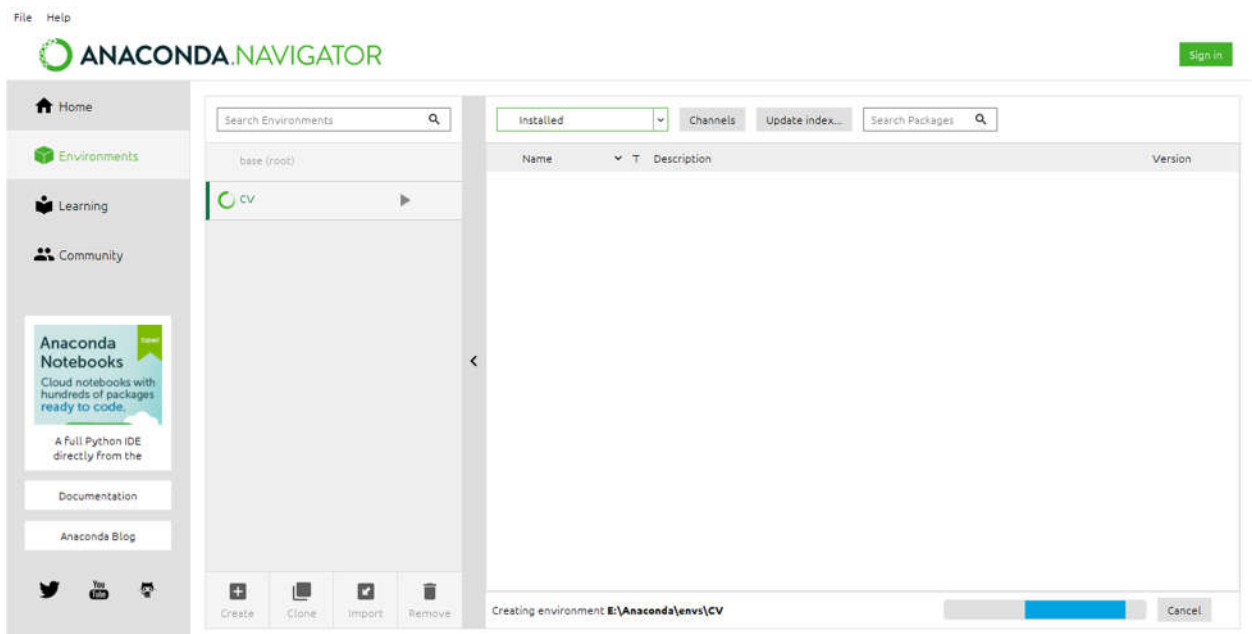 File Help
ANACONDA.NAVIGATOR
Sign in
Home
Environments
Learning
Community
Anaconda
Notebooks
Cloud notebooks with
hundreds of packages
ready to code.
A full Python IDE
directly from the
Documentation
Anaconda Blog
You
Tube
Search Environments
base (root)
CV
Create Clone Import Remove
Installed Channels Update index... Search Packages
Name T Description Version
Creating environment E:\Anaconda\envs\CV
Cancel